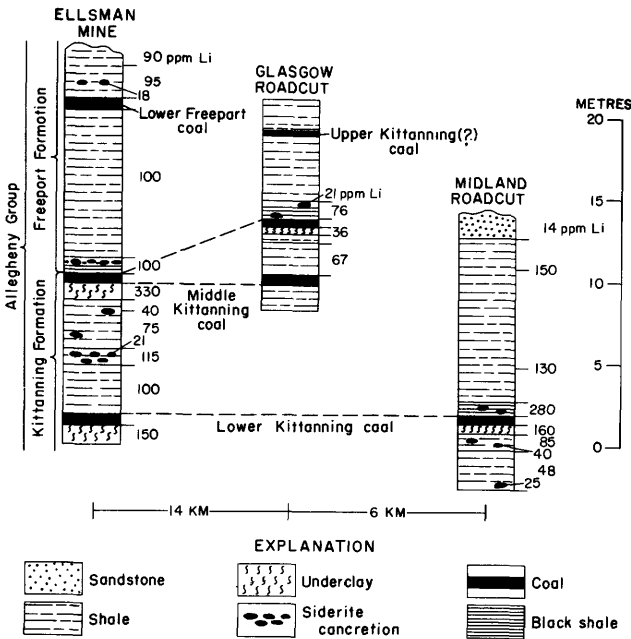 ELLSMAN
MINE
90 ppm Li
95
18
Lower Freepart
coal
100
100
330
40
75
21
115
100
150
Allegheny Group
Freeport Formation
Kittanning Formation
GLASGOW
ROADCUT
Upper Kittanning(?)
coal
21 ppm Li
76
36
67
Middle
Kittanning
coal
Lower Kittanning coal
MIDLAND
ROADCUT
14 ppm Li
150
130
280
160
85
40
48
25
METRES
20
15
10
5
0
14 KM
6 KM
EXPLANATION
Sandstone
Underclay
Coal
Shale
Siderite
cancretion
Black shale